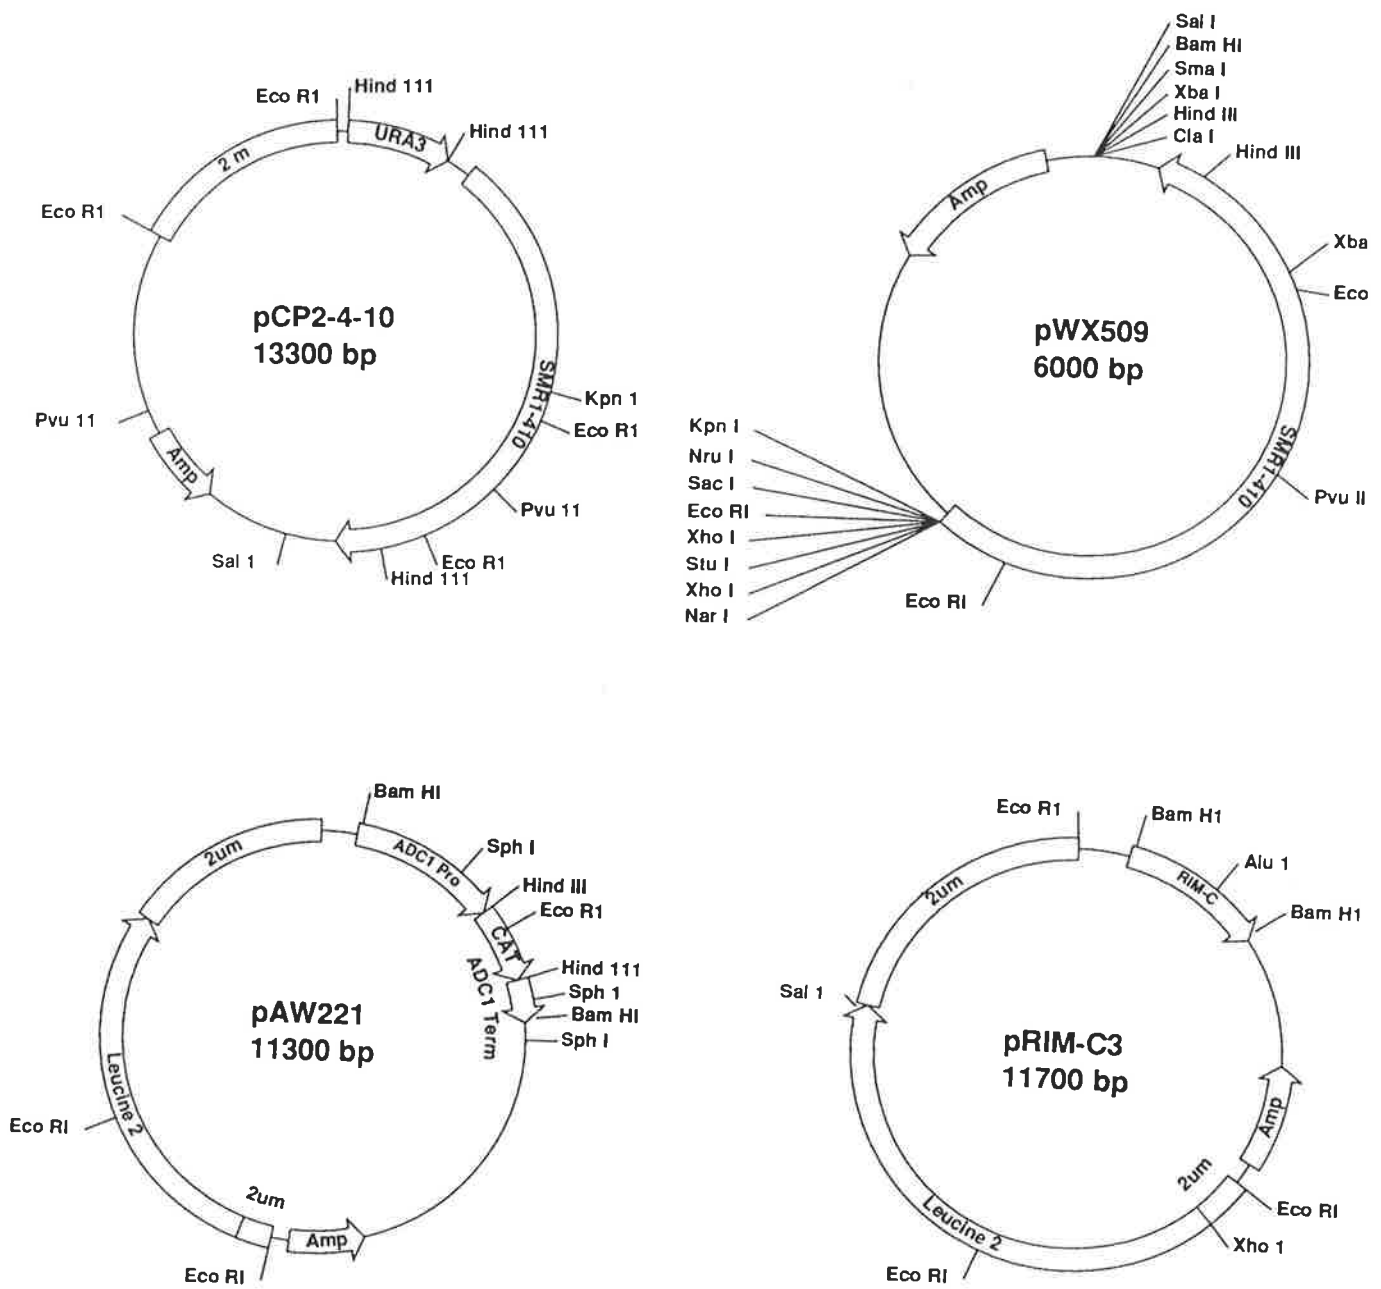 Eco R1
Hind 111
URA3
Hind 111
2 m
Eco R1
pCP2-4-10
13300 bp
SMR1-410
Kpn 1
Eco R1
Pvu 11
Amp
Pvu 11
Sal 1
Eco R1
Hind 111
Sal I
Bam HI
Sma I
Xba I
Hind III
Cla I
Hind III
Amp
Xba
Eco
pWX509
6000 bp
Kpn I
Nru I
Sac I
Eco RI
Xho I
Stu I
Xho I
Nar I
SMR1-410
Pvu II
Eco RI
Bam HI
ADC1 Pro
Sph I
2um
Hind III
Eco R1
CAT
ADC1 Term
Hind 111
Sph 1
Bam HI
Sph I
pAW221
11300 bp
Leucine 2
Eco RI
2um
Amp
Eco RI
Eco R1
Bam H1
Alu 1
RIM-C
Bam H1
2um
Sal 1
pRIM-C3
11700 bp
Amp
2um
Eco RI
Leucine 2
Xho 1
Eco RI